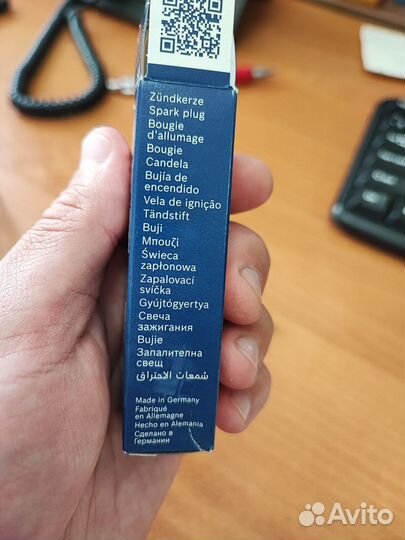 Zündkerze
Spark plug
Bougie
d'allumage
Bougie
Candela
Bujía de
encendido
Vela de ignição
Tändstift
Buji
Μπουζί
Świeca
zapłonowa
Zapalovací
svíčka
Gyújtógyertya
Свеча
зажигания
Bujie
Запалителна
свещ
شمعات الاحتراق
Made in Germany
Fabriqué
en Allemagne
Hecho en Alemania
Сделано в
Германии
Avito